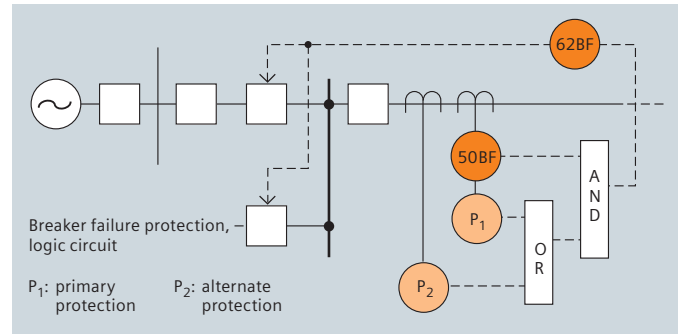 62BF
50BF
A
N
D
P1
O
R
P2
Breaker failure protection,
logic circuit
P1: primary
protection
P2: alternate
protection